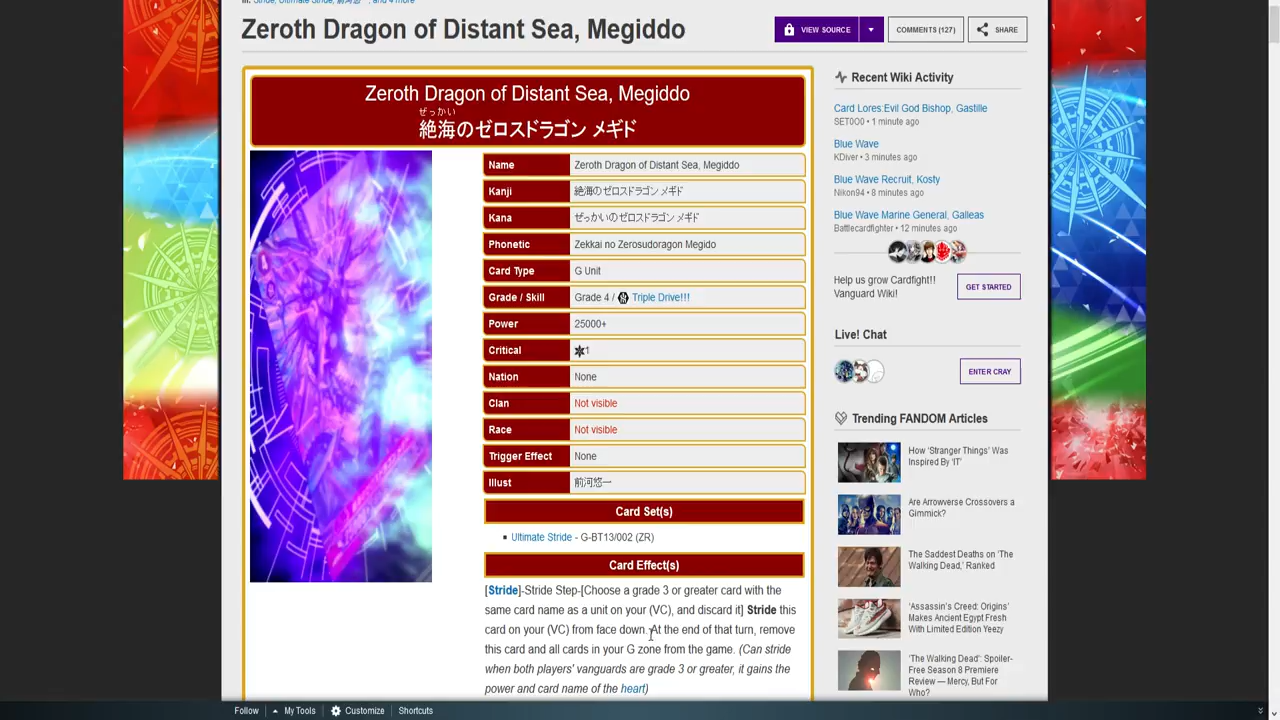 In: Stride, Ultimate Stride, 前河悠一, and 4 more
Zeroth Dragon of Distant Sea, Megiddo
VIEW SOURCE
COMMENTS (127)
SHARE
Zeroth Dragon of Distant Sea, Megiddo
ぜっかい
絶海のゼロスドラゴン メギド
Name Zeroth Dragon of Distant Sea, Megiddo
Kanji 絶海のゼロスドラゴン メギド
Kana ぜっかいのゼロスドラゴン メギド
Phonetic Zekkai no Zerosudoragon Megido
Card Type G Unit
Grade / Skill Grade 4 / Triple Drive!!!
Power 25000+
Critical 1
Nation None
Clan Not visible
Race Not visible
Trigger Effect None
Illust 前河悠一
Card Set(s)
Ultimate Stride - G-BT13/002 (ZR)
Card Effect(s)
[Stride]-Stride Step-[Choose a grade 3 or greater card with the
same card name as a unit on your (VC), and discard it] Stride this
card on your (VC) from face down. At the end of that turn, remove
this card and all cards in your G zone from the game. (Can stride
when both players' vanguards are grade 3 or greater, it gains the
power and card name of the heart)
Recent Wiki Activity
Card Lores:Evil God Bishop, Gastille
SET0O0 • 1 minute ago
Blue Wave
KDiver • 3 minutes ago
Blue Wave Recruit, Kosty
Nikon94 • 8 minutes ago
Blue Wave Marine General, Galleas
Battlecardfighter • 12 minutes ago
Help us grow Cardfight!!
Vanguard Wiki!
GET STARTED
Live! Chat
ENTER CRAY
Trending FANDOM Articles
How 'Stranger Things' Was
Inspired By 'IT'
Are Arrowverse Crossovers a
Gimmick?
The Saddest Deaths on 'The
Walking Dead,' Ranked
'Assassin's Creed: Origins'
Makes Ancient Egypt Fresh
With Limited Edition Yeezy
'The Walking Dead': Spoiler-
Free Season 8 Premiere
Review — Mercy, But For
Who?
Follow
My Tools
Customize
Shortcuts